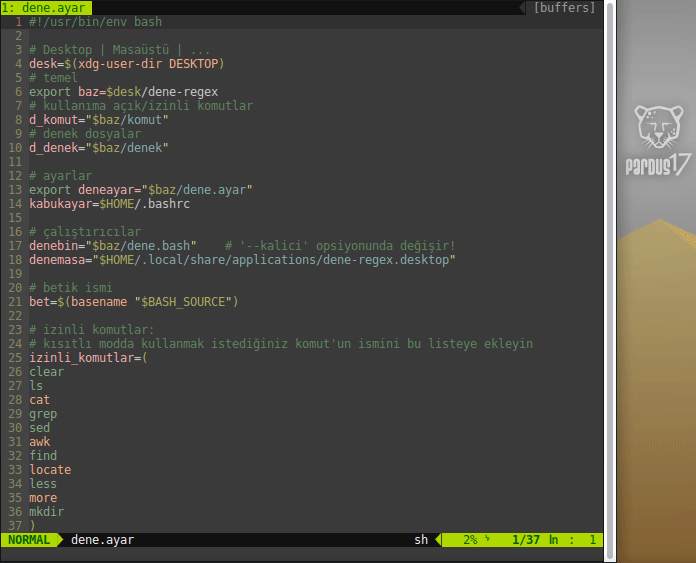 1: dene.ayar [buffers]
1 #!/usr/bin/env bash
2
3 # Desktop | Masaüstü | ...
4 desk=$(xdg-user-dir DESKTOP)
5 # temel
6 export baz=$desk/dene-regex
7 # kullanıma açık/izinli komutlar
8 d_komut="$baz/komut"
9 # denek dosyalar
10 d_denek="$baz/denek"
11
12 # ayarlar
13 export deneayar="$baz/dene.ayar"
14 kabukayar=$HOME/.bashrc
15
16 # çalıştırıcılar
17 denebin="$baz/dene.bash"    # '--kalici' opsiyonunda değişir!
18 denemasa="$HOME/.local/share/applications/dene-regex.desktop"
19
20 # betik ismi
21 bet=$(basename "$BASH_SOURCE")
22
23 # izinli komutlar:
24 # kısıtlı modda kullanmak istediğiniz komut'un ismini bu listeye ekleyin
25 izinli_komutlar=(
26 clear
27 ls
28 cat
29 grep
30 sed
31 awk
32 find
33 locate
34 less
35 more
36 mkdir
37 )
NORMAL dene.ayar sh 2% 1/37 ln : 1
pardus17